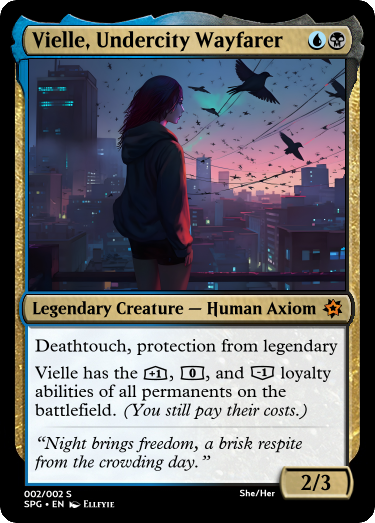 Vielle, Undercity Wayfarer
Legendary Creature — Human Axiom
Deathtouch, protection from legendary
Vielle has the +1, 0, and -1 loyalty
abilities of all permanents on the
battlefield. (You still pay their costs.)
“Night brings freedom, a brisk respite
from the crowding day.”
2/3
002/002 S
SPG • EN Ellfyie
She/Her